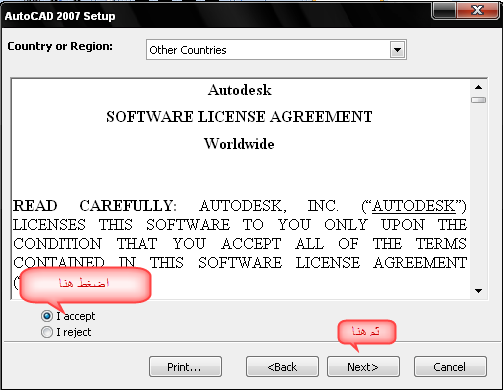 AutoCAD 2007 Setup
Country or Region:
Other Countries
Autodesk
SOFTWARE LICENSE AGREEMENT
Worldwide
READ CAREFULLY: AUTODESK, INC. (“AUTODESK”)
LICENSES THIS SOFTWARE TO YOU ONLY UPON THE
CONDITION THAT YOU ACCEPT ALL OF THE TERMS
CONTAINED IN THIS SOFTWARE LICENSE AGREEMENT
اضغط هنا
I accept
I reject
ثم هنا
Print...
<Back
Next>
Cancel